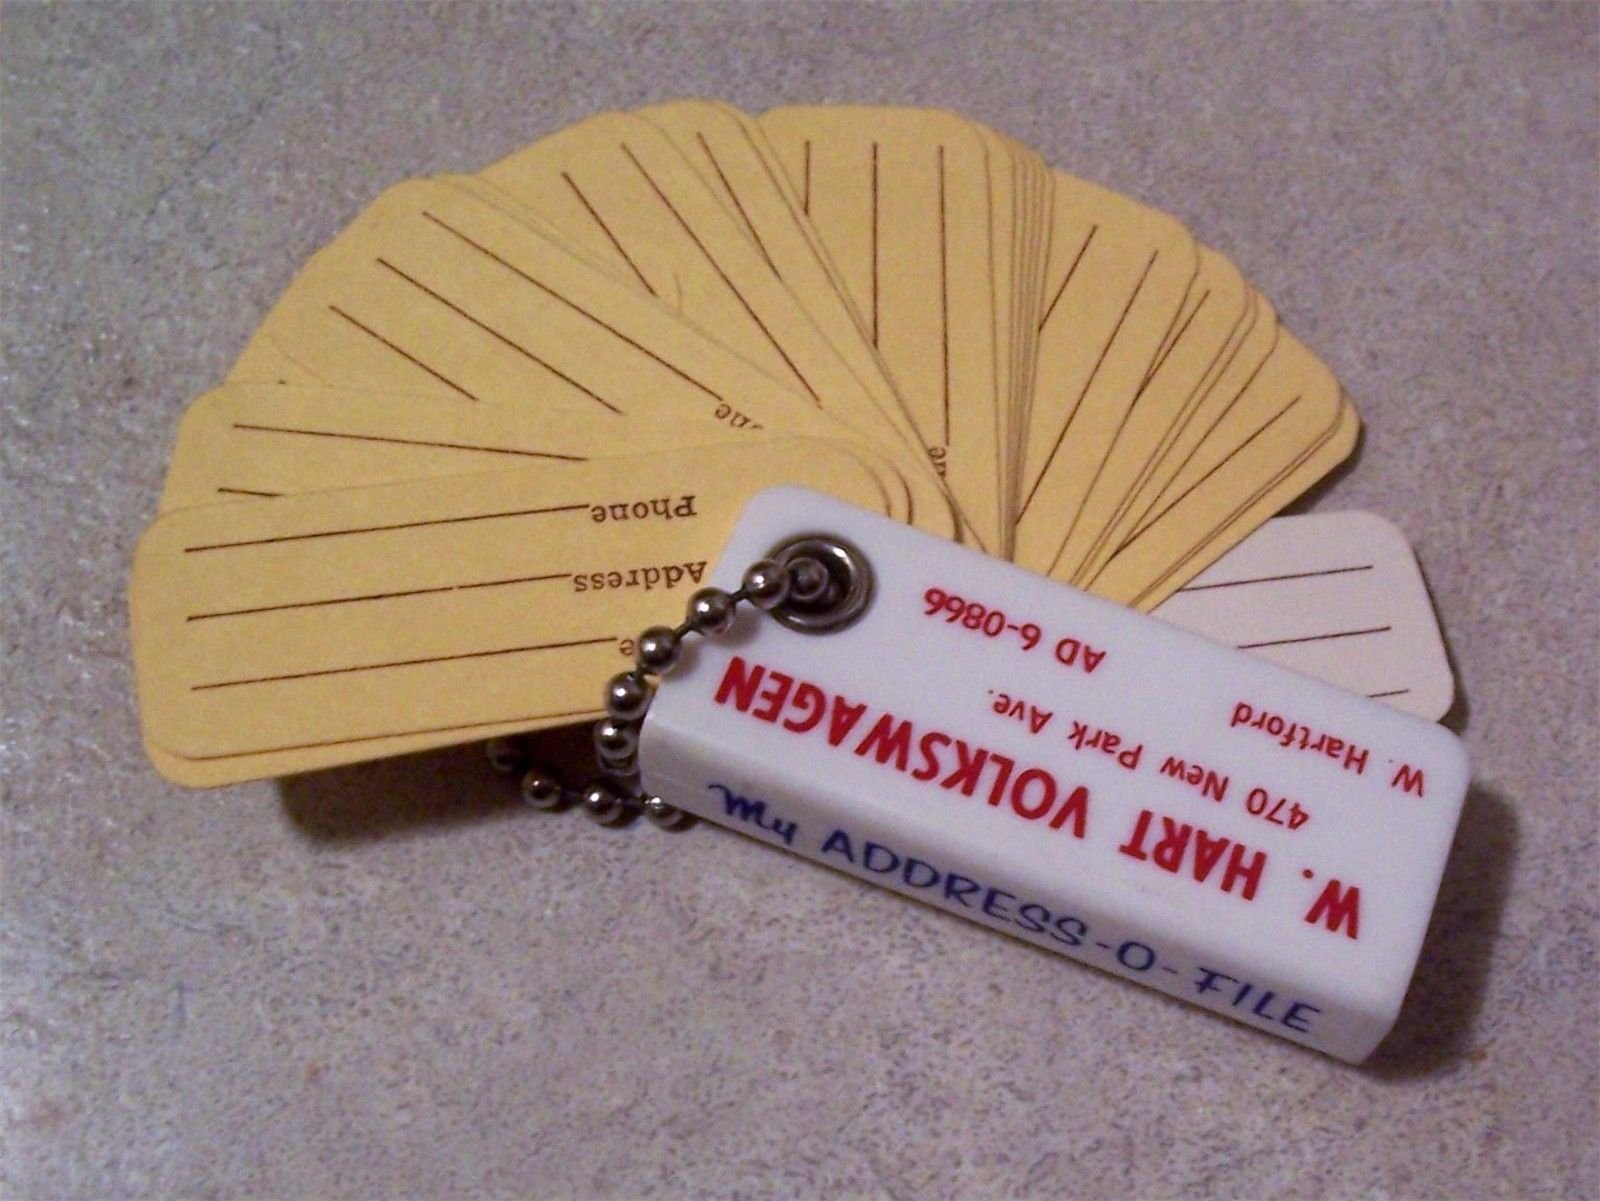 W. HART VOLKSWAGEN
470 New Park Ave.
W. Hartford
AD 6-0866
My ADDRESS-O-FILE
Address
Phone